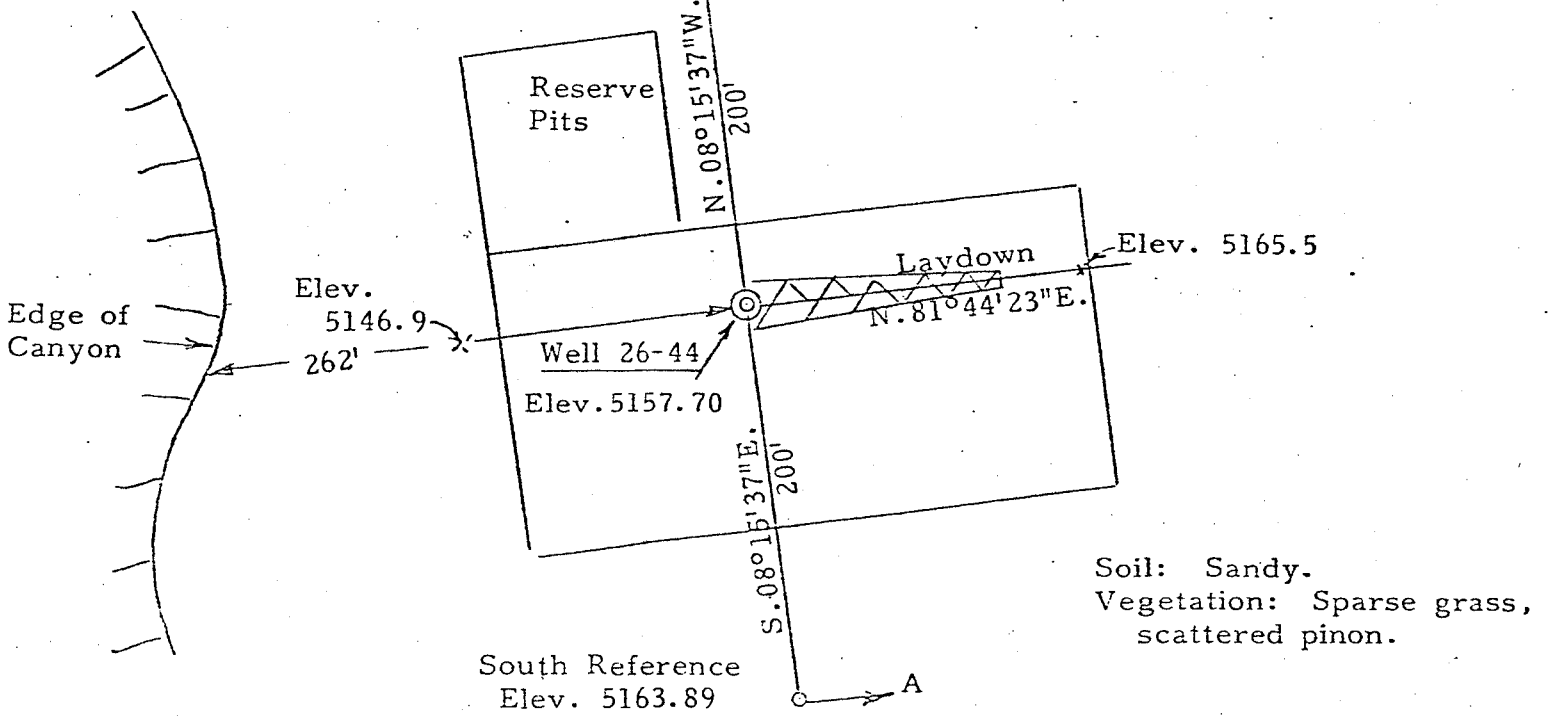 N.08°15'37"W.
200'
Reserve
Pits
Laydown
Elev. 5165.5
N.81°44'23"E.
Elev.
5146.9
Edge of
Canyon
262'
Well 26-44
Elev.5157.70
S.08°15'37"E.
200'
Soil: Sandy.
Vegetation: Sparse grass,
scattered pinon.
South Reference
Elev. 5163.89
A